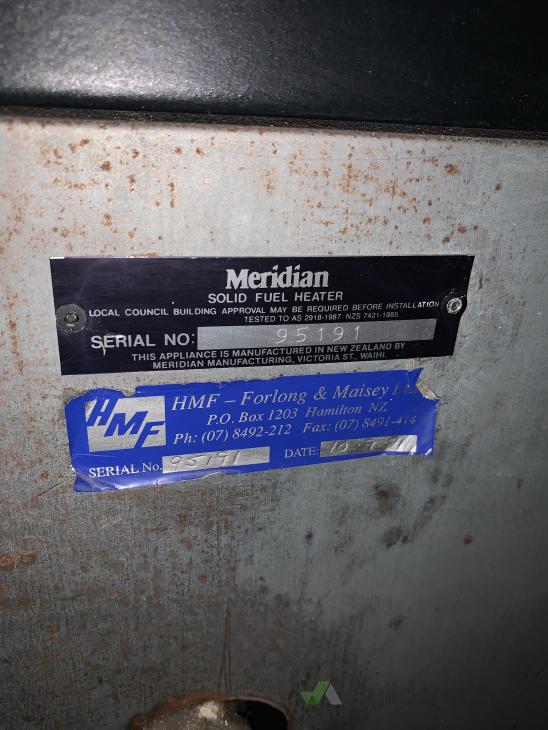 Meridian
SOLID FUEL HEATER
LOCAL COUNCIL BUILDING APPROVAL MAY BE REQUIRED BEFORE INSTALLATION
TESTED TO AS 2918-1987 NZS 7421-1985
SERIAL NO: 95191
THIS APPLIANCE IS MANUFACTURED IN NEW ZEALAND BY
MERIDIAN MANUFACTURING, VICTORIA ST., WAIHI.
HMF HMF – Forlong & Maisey
P.O. Box 1203 Hamilton NZ
Ph: (07) 8492-212 Fax: (07) 8491-414
SERIAL No. 95191 DATE: